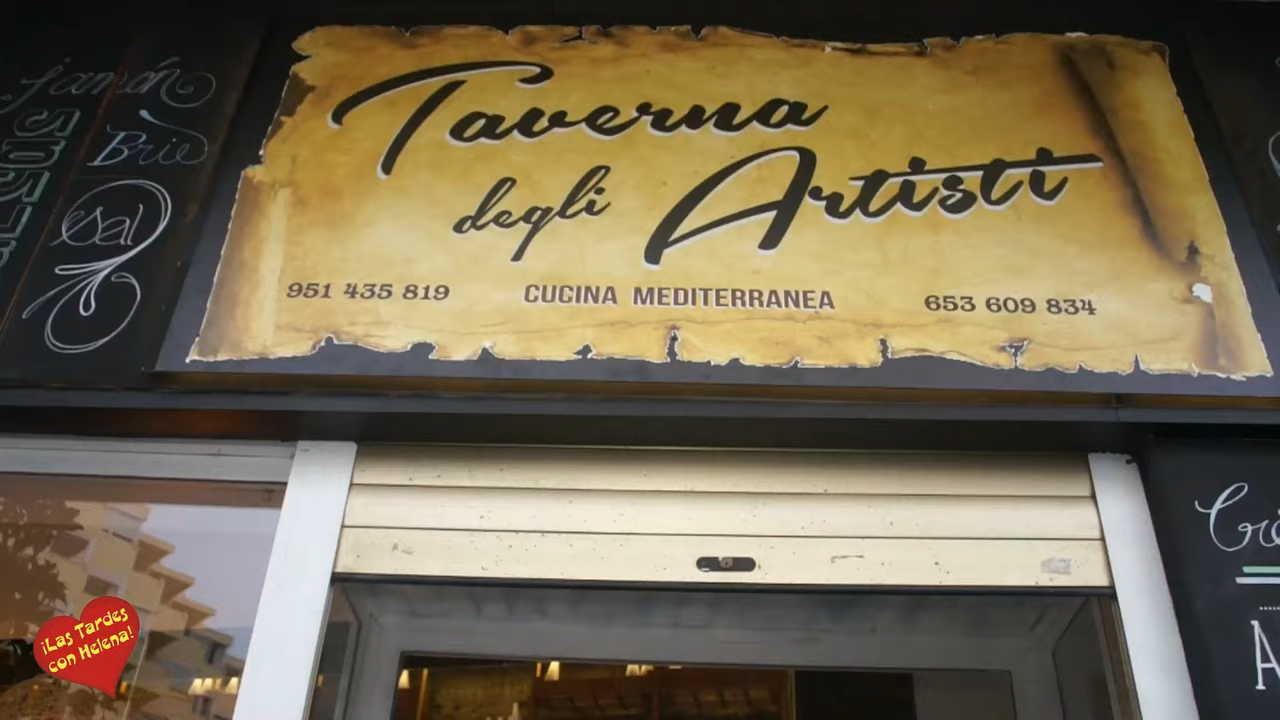 Taverna
degli Artisti
951 435 819 CUCINA MEDITERRANEA 653 609 834
jamón
Brie
Sal
¡Las Tardes
con Helena!